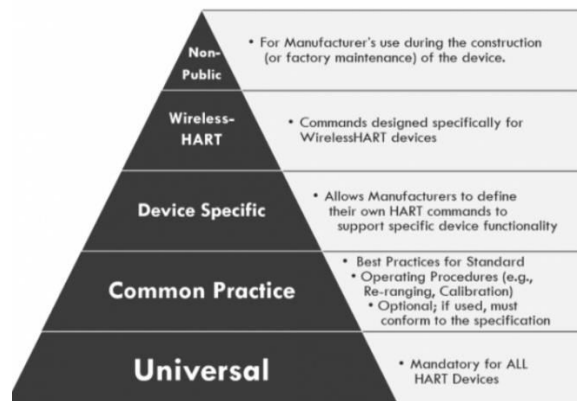 Non-
Public
• For Manufacturer's use during the construction
(or factory maintenance) of the device.
Wireless-
HART
• Commands designed specifically for
WirelessHART devices
Device Specific
• Allows Manufacturers to define
their own HART commands to
support specific device functionality
Common Practice
• Best Practices for Standard
• Operating Procedures (e.g.,
Re-ranging, Calibration)
• Optional; if used, must
conform to the specification
Universal
• Mandatory for ALL
HART Devices